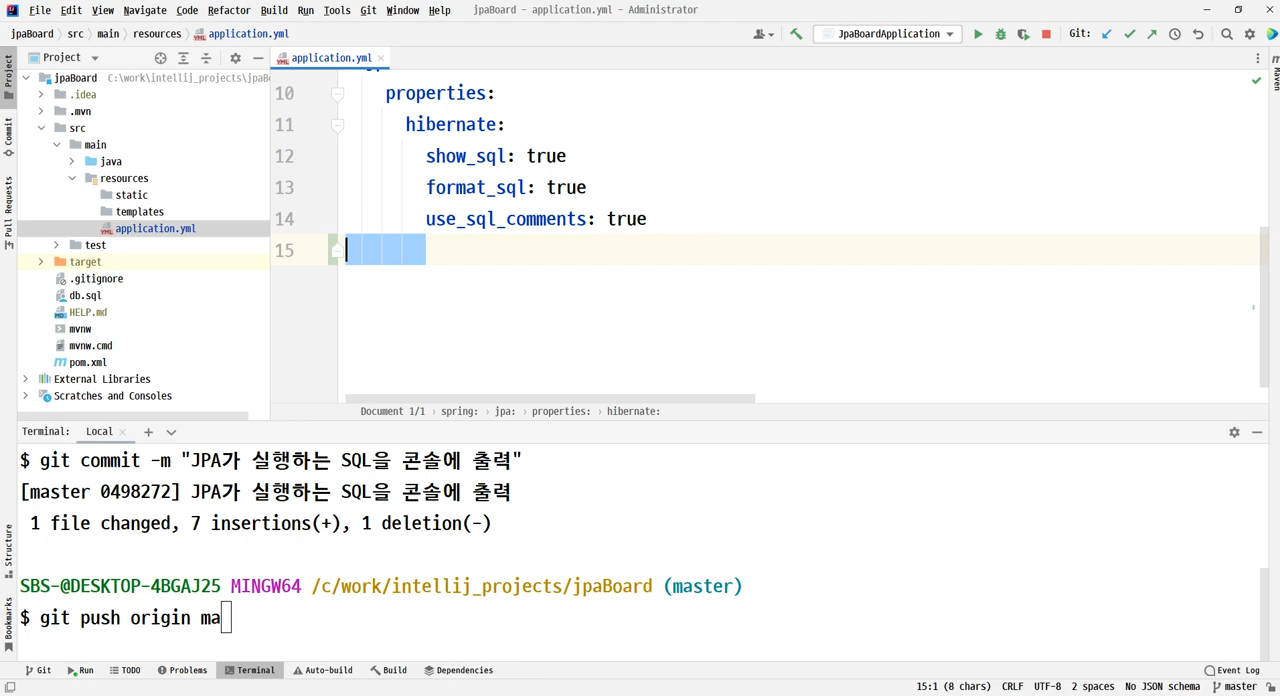 File Edit View Navigate Code Refactor Build Run Tools Git Window Help jpaBoard - application.yml - Administrator
jpaBoard src main resources application.yml JpaBoardApplication Git:
Project
application.yml
jpaBoard C:\work\intellij_projects\jpaB
.idea
.mvn
src
main
java
resources
static
templates
application.yml
test
target
.gitignore
db.sql
HELP.md
mvnw
mvnw.cmd
pom.xml
External Libraries
Scratches and Consoles
10 properties:
11 hibernate:
12 show_sql: true
13 format_sql: true
14 use_sql_comments: true
15
Document 1/1 › spring: › jpa: › properties: › hibernate:
Project
Commit
Pull Requests
Structure
Bookmarks
Maven
Terminal: Local
$ git commit -m "JPA가 실행하는 SQL을 콘솔에 출력"
[master 0498272] JPA가 실행하는 SQL을 콘솔에 출력
1 file changed, 7 insertions(+), 1 deletion(-)
SBS-@DESKTOP-4BGAJ25 MINGW64 /c/work/intellij_projects/jpaBoard (master)
$ git push origin ma
Git Run TODO Problems Terminal Auto-build Build Dependencies Event Log
15:1 (8 chars) CRLF UTF-8 2 spaces No JSON schema master